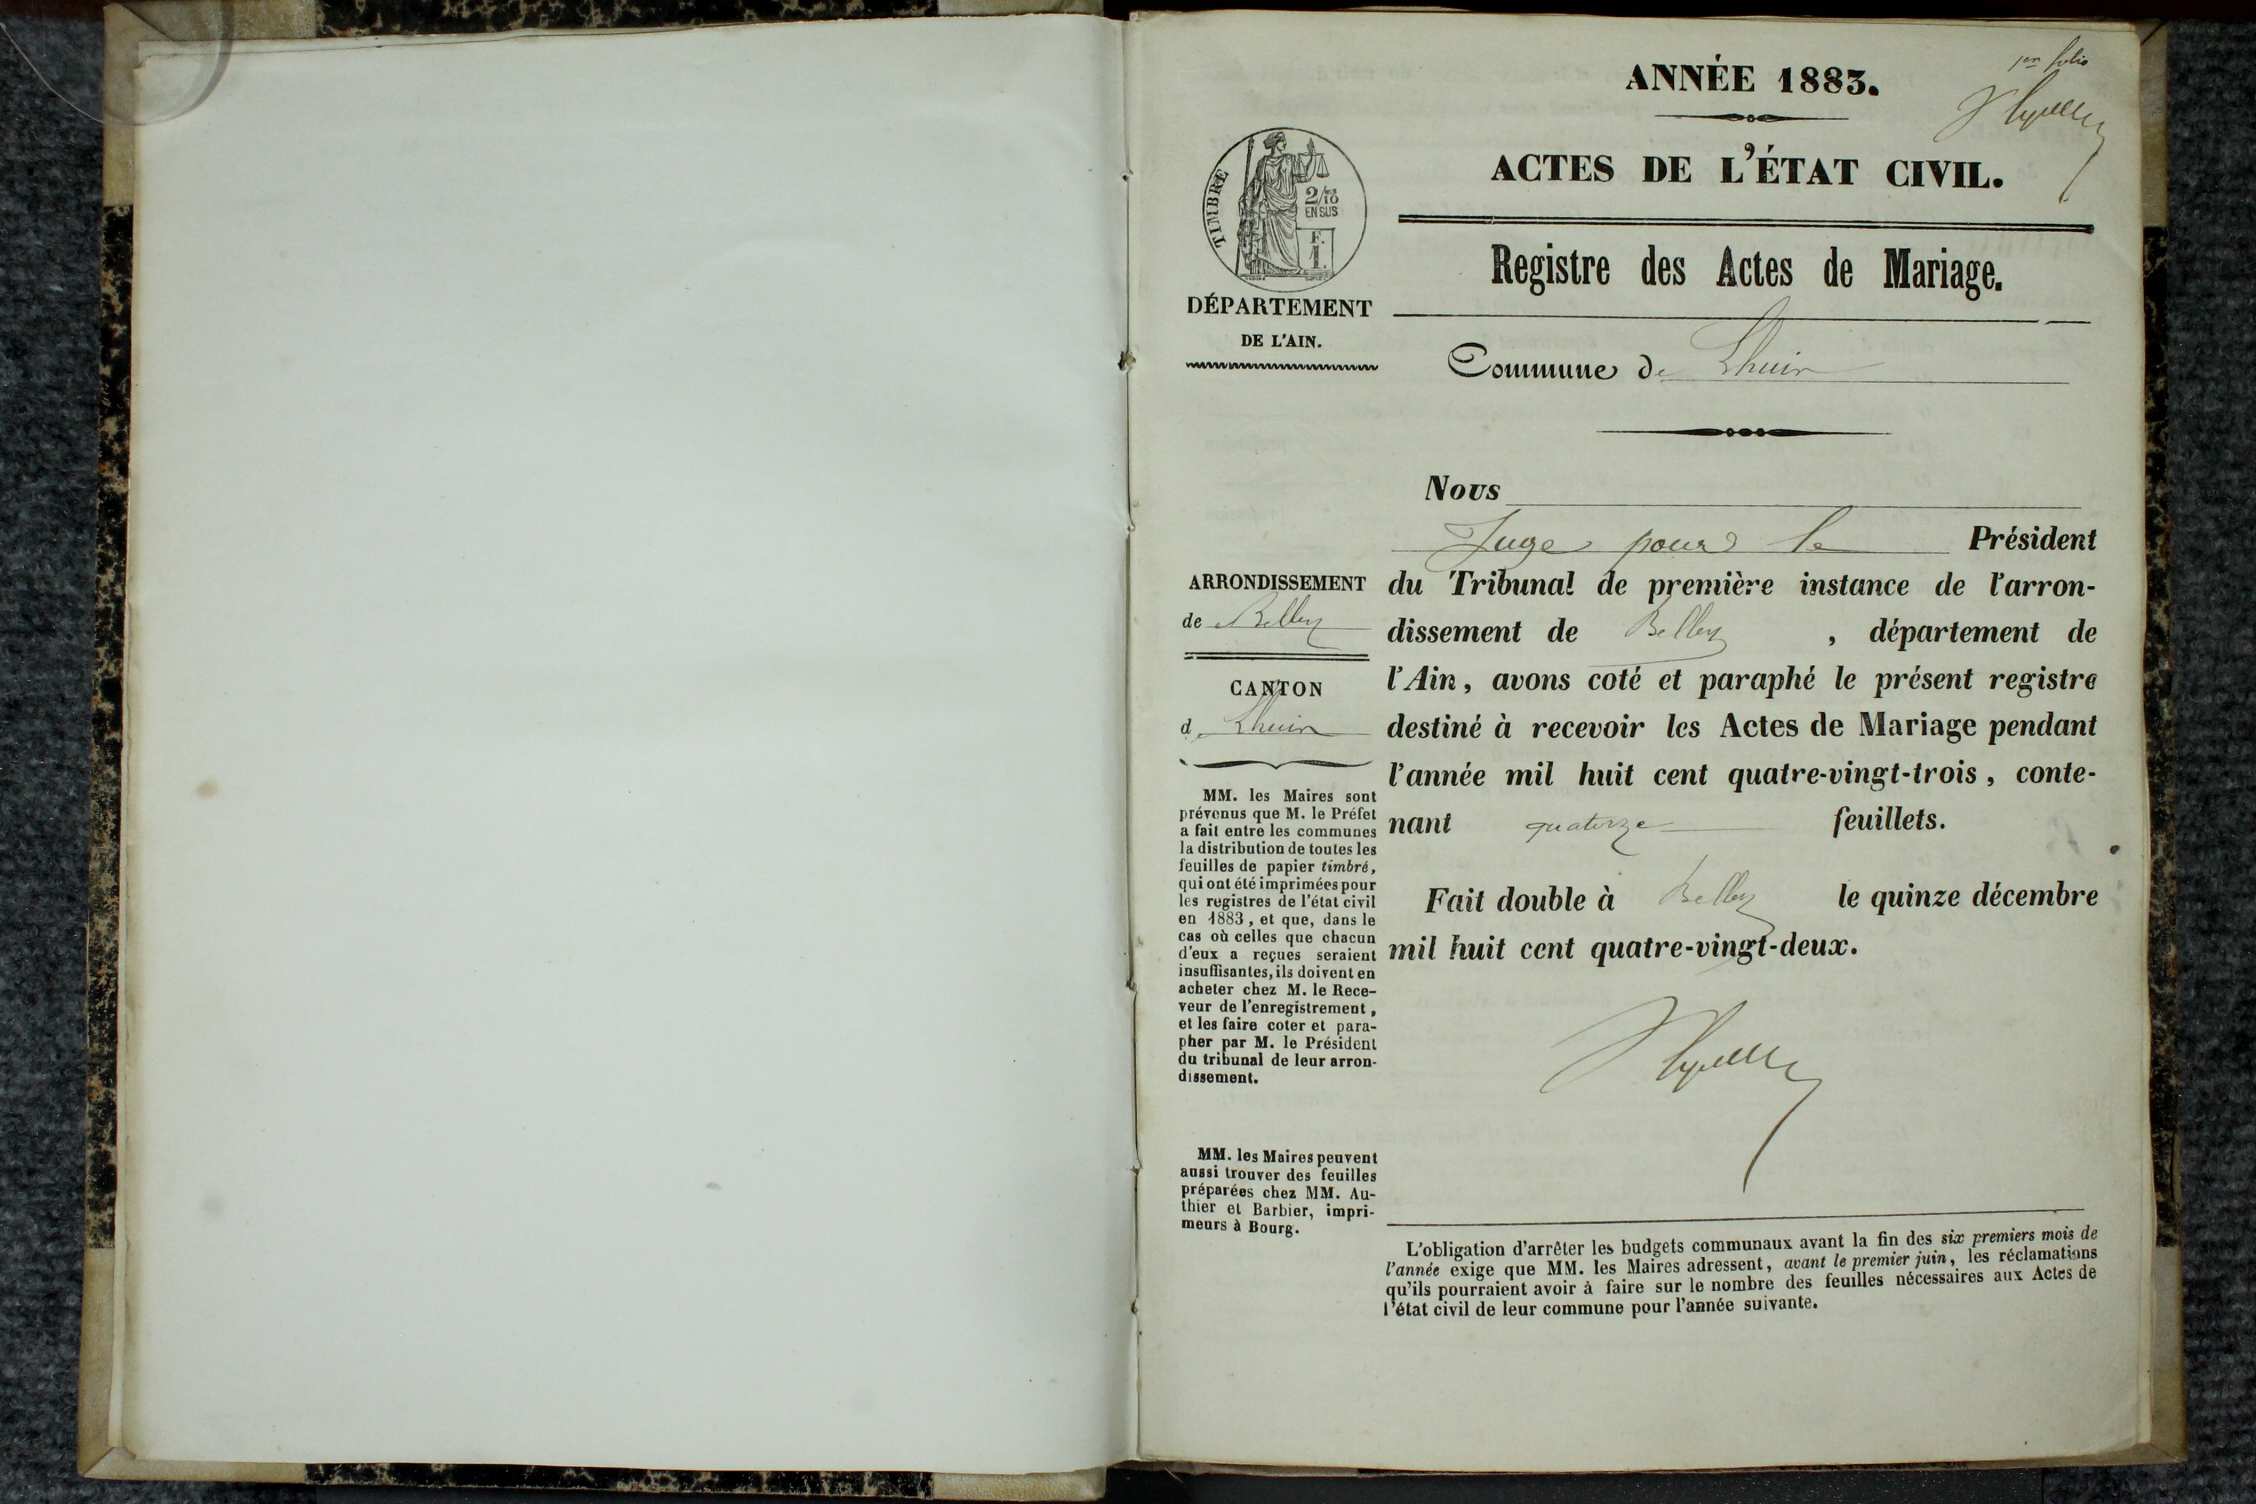 1er folio
ANNÉE 1883.
ACTES DE L'ÉTAT CIVIL.
TIMBRE
2/10
EN SUS
F.
1.
Registre des Actes de Mariage.
DÉPARTEMENT
DE L'AIN.
Commune de Lhuis
Nous
Juge pour le Président
du Tribunal de première instance de l'arron-
dissement de Belley , département de
l'Ain, avons coté et paraphé le présent registre
destiné à recevoir les Actes de Mariage pendant
l'année mil huit cent quatre-vingt-trois, conte-
nant quatorze feuillets.
Fait double à Belley le quinze décembre
mil huit cent quatre-vingt-deux.
ARRONDISSEMENT
de Belley
CANTON
de Lhuis
MM. les Maires sont
prévenus que M. le Préfet
a fait entre les communes
la distribution de toutes les
feuilles de papier timbré,
qui ont été imprimées pour
les registres de l'état civil
en 1883, et que, dans le
cas où celles que chacun
d'eux a reçues seraient
insuffisantes, ils doivent en
acheter chez M. le Rece-
veur de l'enregistrement,
et les faire coter et para-
pher par M. le Président
du tribunal de leur arron-
dissement.
MM. les Maires peuvent
aussi trouver des feuilles
préparées chez MM. Au-
thier et Barbier, impri-
meurs à Bourg.
L'obligation d'arrêter les budgets communaux avant la fin des six premiers mois de
l'année exige que MM. les Maires adressent, avant le premier juin, les réclamations
qu'ils pourraient avoir à faire sur le nombre des feuilles nécessaires aux Actes de
l'état civil de leur commune pour l'année suivante.